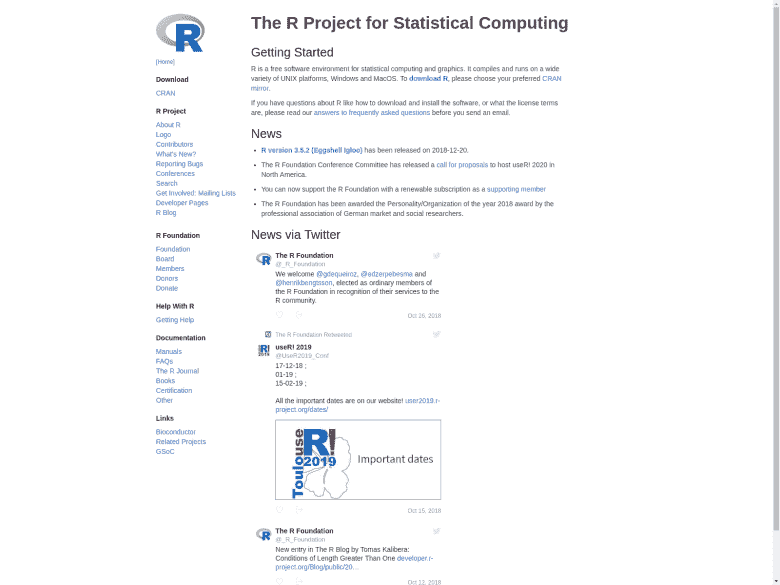 [Home]
Download
CRAN
R Project
About R
Logo
Contributors
What's New?
Reporting Bugs
Conferences
Search
Get Involved: Mailing Lists
Developer Pages
R Blog
R Foundation
Foundation
Board
Members
Donors
Donate
Help With R
Getting Help
Documentation
Manuals
FAQs
The R Journal
Books
Certification
Other
Links
Bioconductor
Related Projects
GSoC
The R Project for Statistical Computing
Getting Started
R is a free software environment for statistical computing and graphics. It compiles and runs on a wide
variety of UNIX platforms, Windows and MacOS. To download R, please choose your preferred CRAN
mirror.
If you have questions about R like how to download and install the software, or what the license terms
are, please read our answers to frequently asked questions before you send an email.
News
• R version 3.5.2 (Eggshell Igloo) has been released on 2018-12-20.
• The R Foundation Conference Committee has released a call for proposals to host useR! 2020 in
North America.
• You can now support the R Foundation with a renewable subscription as a supporting member
• The R Foundation has been awarded the Personality/Organization of the year 2018 award by the
professional association of German market and social researchers.
News via Twitter
The R Foundation
@_R_Foundation
We welcome @gdequeiroz, @edzerpebesma and
@henrikbengtsson, elected as ordinary members of
the R Foundation in recognition of their services to the
R community.
Oct 26, 2018
The R Foundation Retweeted
useR! 2019
@UseR2019_Conf
17-12-18 ;
01-19 ;
15-02-19 ;
All the important dates are on our website! user2019.r-
project.org/dates/
Toulouse
R!
2019
Important dates
Oct 15, 2018
The R Foundation
@_R_Foundation
New entry in The R Blog by Tomas Kalibera:
Conditions of Length Greater Than One developer.r-
project.org/Blog/public/20…
Oct 12, 2018